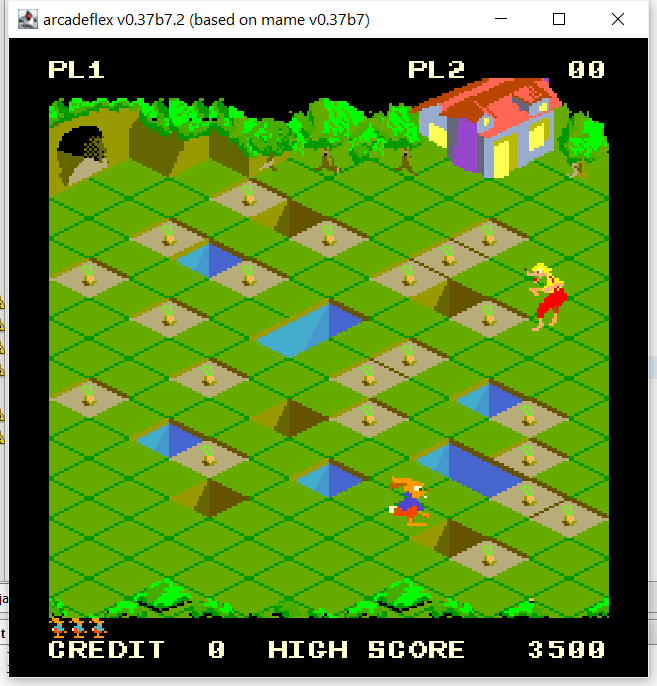 arcadeflex v0.37b7.2 (based on mame v0.37b7)
PL1 PL2 00
CREDIT 0 HIGH SCORE 3500